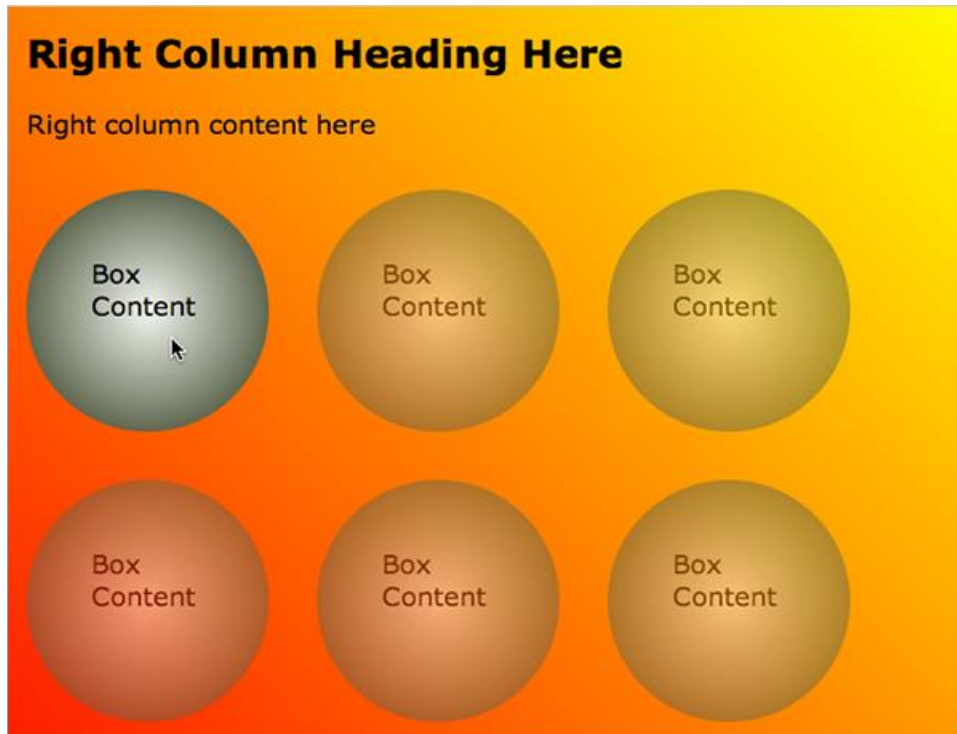 Right Column Heading Here
Right column content here
Box
Content
Box
Content
Box
Content
Box
Content
Box
Content
Box
Content